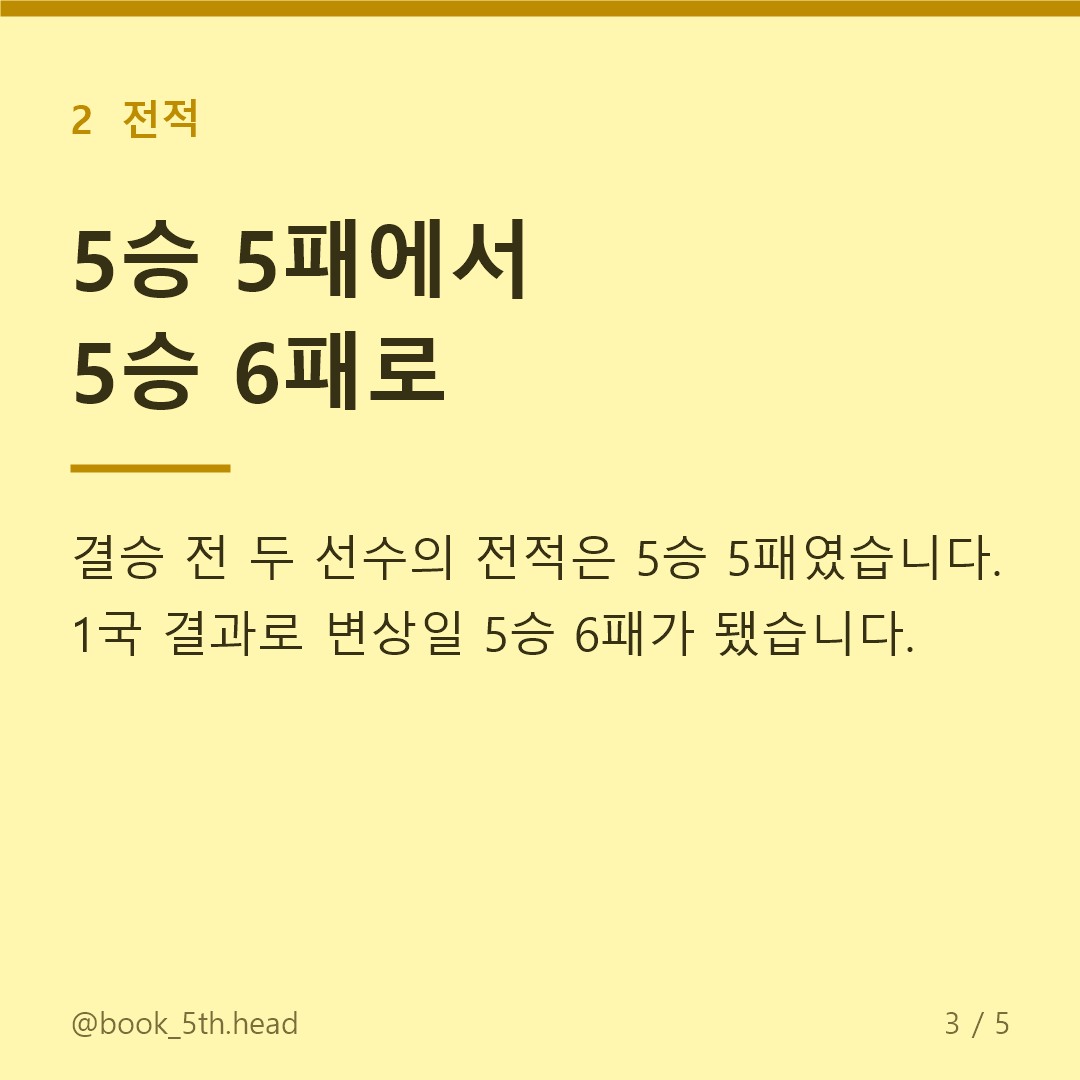 2 전적
5승 5패에서
5승 6패로
결승 전 두 선수의 전적은 5승 5패였습니다.
1국 결과로 변상일 5승 6패가 됐습니다.
@book_5th.head
3 / 5